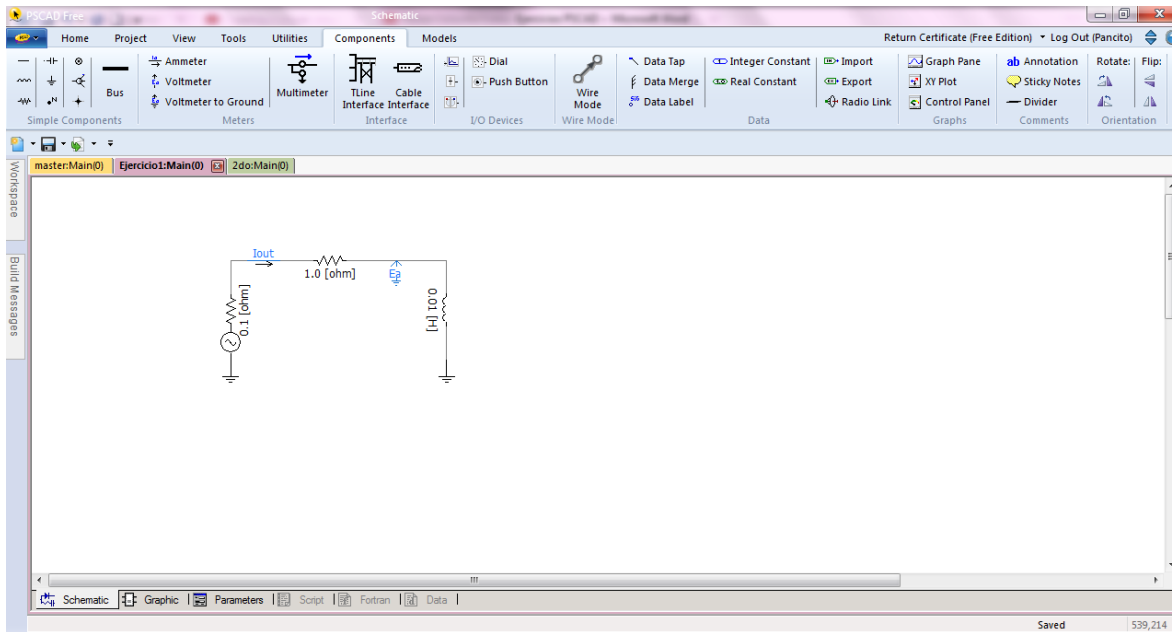 PSCAD Free
Schematic
Home Project View Tools Utilities Components Models
Return Certificate (Free Edition) Log Out (Pancito)
Ammeter
Voltmeter
Voltmeter to Ground
Bus
Multimeter
TLine Interface
Cable Interface
Dial
Push Button
Wire Mode
Data Tap
Data Merge
Data Label
Integer Constant
Real Constant
Import
Export
Radio Link
Graph Pane
XY Plot
Control Panel
ab Annotation
Sticky Notes
Divider
Rotate:
Flip:
Simple Components Meters Interface I/O Devices Wire Mode Data Graphs Comments Orientation
master:Main(0) Ejercicio1:Main(0) 2do:Main(0)
Workspace
Build Messages
Iout
1.0 [ohm]
Ea
0.1 [ohm]
0.01 [H]
Schematic Graphic Parameters Script Fortran Data
Saved 539,214